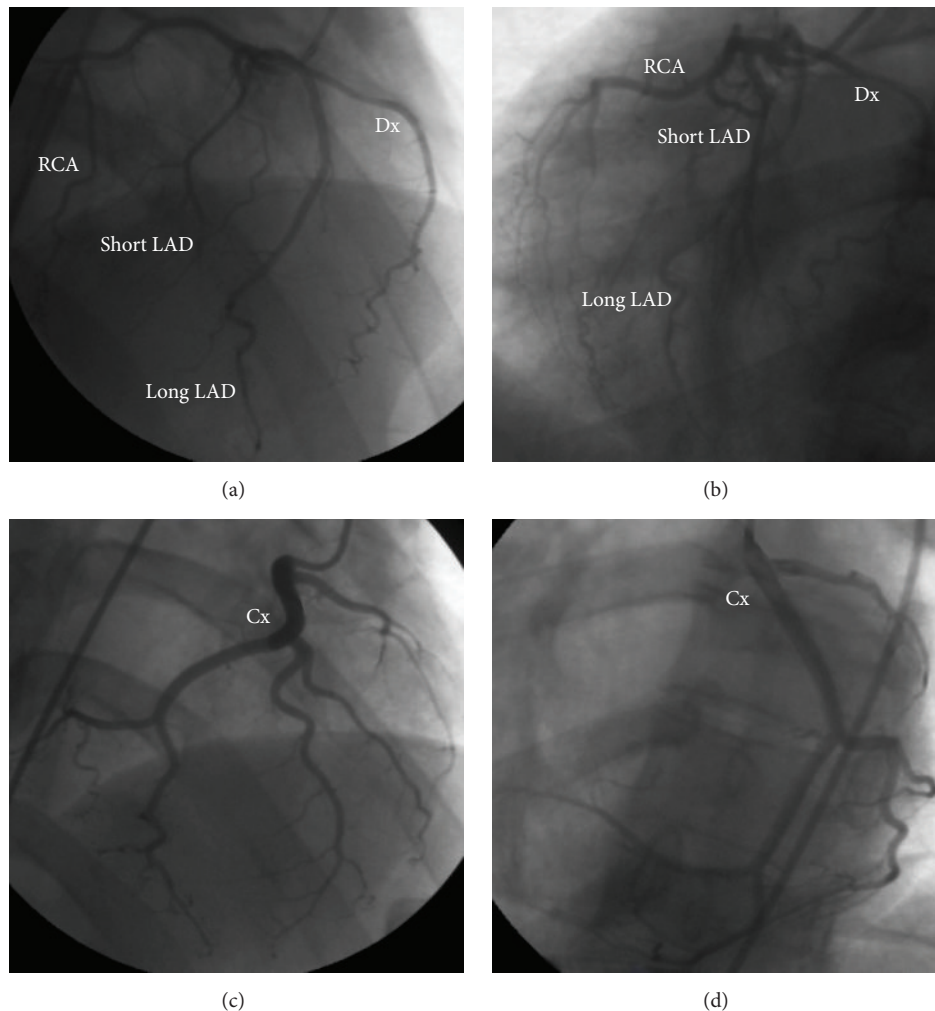 RCA
Dx
Short LAD
Long LAD
(a)
RCA
Dx
Short LAD
Long LAD
(b)
Cx
(c)
Cx
(d)